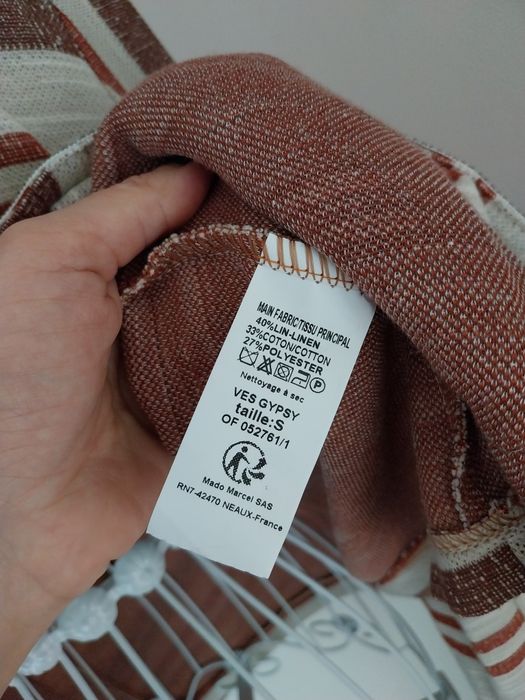 MAIN FABRIC/TISSU PRINCIPAL
40%LIN-LINEN
33%COTON/COTTON
27%POLYESTER
P
Nettoyage à sec
VES GYPSY
taille:S
OF 052761/1
Mado Marcel SAS
RN7-42470 NEAUX-France